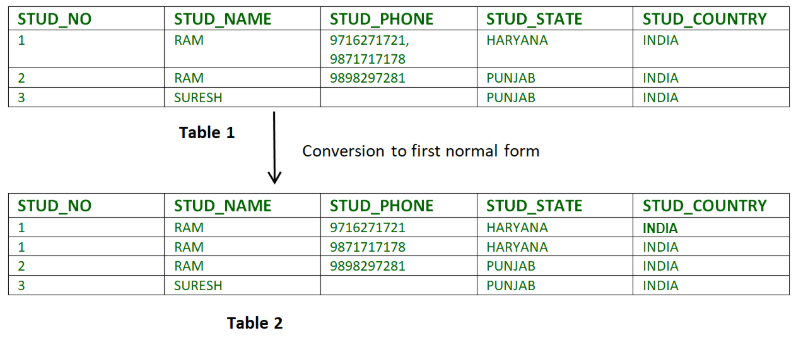 STUD_NO STUD_NAME STUD_PHONE STUD_STATE STUD_COUNTRY
1 RAM 9716271721, HARYANA INDIA
9871717178
2 RAM 9898297281 PUNJAB INDIA
3 SURESH PUNJAB INDIA
Table 1
Conversion to first normal form
STUD_NO STUD_NAME STUD_PHONE STUD_STATE STUD_COUNTRY
1 RAM 9716271721 HARYANA INDIA
1 RAM 9871717178 HARYANA INDIA
2 RAM 9898297281 PUNJAB INDIA
3 SURESH PUNJAB INDIA
Table 2